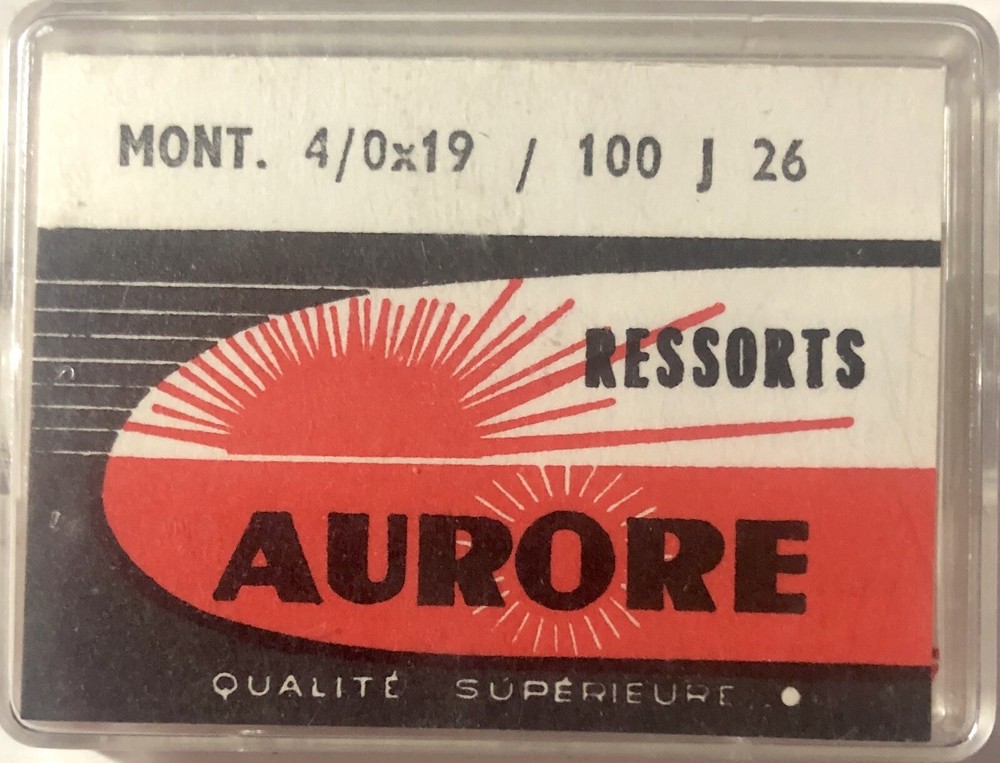 MONT. 4/0x19 / 100 J 26
RESSORTS
AURORE
QUALITÉ SUPÉRIEURE